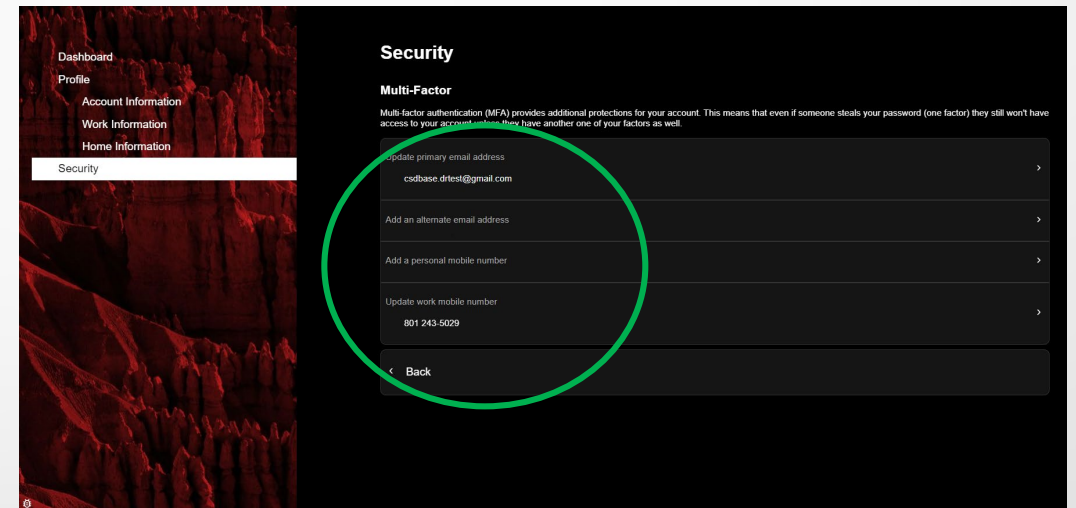 Dashboard
Profile
Account Information
Work Information
Home Information
Security
Security
Multi-Factor
Multi-factor authentication (MFA) provides additional protections for your account. This means that even if someone steals your password (one factor) they still won't have
access to your account unless they have another one of your factors as well.
Update primary email address
csdbase.drtest@gmail.com
Add an alternate email address
Add a personal mobile number
Update work mobile number
801 243-5029
Back